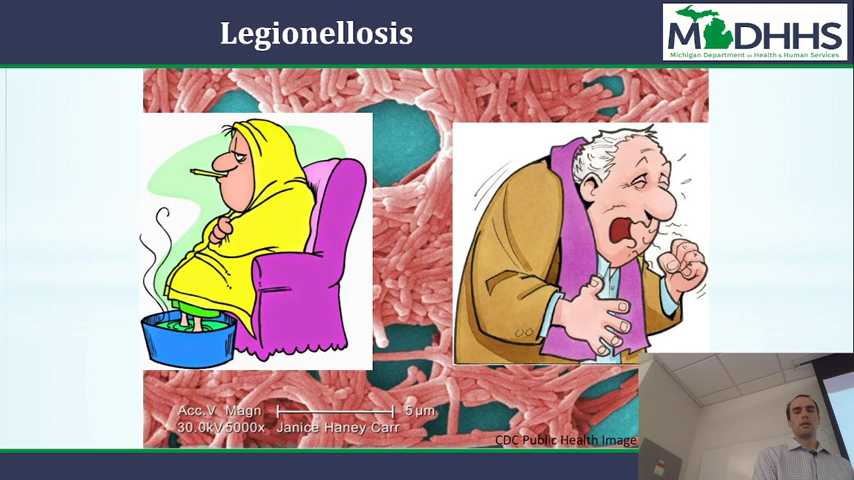 Legionellosis
MDHHS
Michigan Department of Health & Human Services
Acc.V Magn 5 µm
30.0kV 5000x Janice Haney Carr
CDC Public Health Image